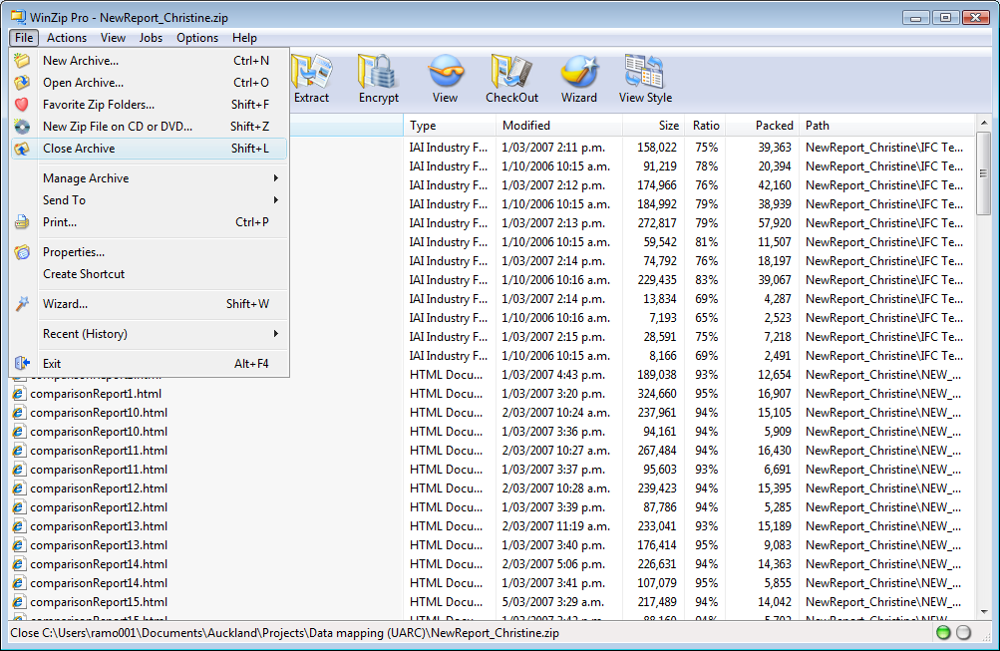 WinZip Pro - NewReport_Christine.zip
File Actions View Jobs Options Help
New Archive... Ctrl+N
Open Archive... Ctrl+O
Favorite Zip Folders... Shift+F
New Zip File on CD or DVD... Shift+Z
Close Archive Shift+L
Manage Archive
Send To
Print... Ctrl+P
Properties...
Create Shortcut
Wizard... Shift+W
Recent (History)
Exit Alt+F4
Extract Encrypt View CheckOut Wizard View Style
Type Modified Size Ratio Packed Path
IAI Industry F... 1/03/2007 2:11 p.m. 158,022 75% 39,363 NewReport_Christine\IFC Te...
IAI Industry F... 1/10/2006 10:15 a.m. 91,219 78% 20,394 NewReport_Christine\IFC Te...
IAI Industry F... 1/03/2007 2:12 p.m. 174,966 76% 42,160 NewReport_Christine\IFC Te...
IAI Industry F... 1/10/2006 10:15 a.m. 184,992 79% 38,939 NewReport_Christine\IFC Te...
IAI Industry F... 1/03/2007 2:13 p.m. 272,817 79% 57,920 NewReport_Christine\IFC Te...
IAI Industry F... 1/10/2006 10:15 a.m. 59,542 81% 11,507 NewReport_Christine\IFC Te...
IAI Industry F... 1/03/2007 2:14 p.m. 74,792 76% 18,197 NewReport_Christine\IFC Te...
IAI Industry F... 1/10/2006 10:16 a.m. 229,435 83% 39,067 NewReport_Christine\IFC Te...
IAI Industry F... 1/03/2007 2:14 p.m. 13,834 69% 4,287 NewReport_Christine\IFC Te...
IAI Industry F... 1/10/2006 10:16 a.m. 7,193 65% 2,523 NewReport_Christine\IFC Te...
IAI Industry F... 1/03/2007 2:15 p.m. 28,591 75% 7,218 NewReport_Christine\IFC Te...
IAI Industry F... 1/10/2006 10:15 a.m. 8,166 69% 2,491 NewReport_Christine\IFC Te...
HTML Docu... 1/03/2007 4:43 p.m. 189,038 93% 12,654 NewReport_Christine\NEW_...
comparisonReport1.html HTML Docu... 1/03/2007 3:20 p.m. 324,660 95% 16,907 NewReport_Christine\NEW_...
comparisonReport10.html HTML Docu... 2/03/2007 10:24 a.m. 237,961 94% 15,105 NewReport_Christine\NEW_...
comparisonReport10.html HTML Docu... 1/03/2007 3:36 p.m. 94,161 94% 5,909 NewReport_Christine\NEW_...
comparisonReport11.html HTML Docu... 2/03/2007 10:27 a.m. 267,484 94% 16,430 NewReport_Christine\NEW_...
comparisonReport11.html HTML Docu... 1/03/2007 3:37 p.m. 95,603 93% 6,691 NewReport_Christine\NEW_...
comparisonReport12.html HTML Docu... 2/03/2007 10:28 a.m. 239,423 94% 15,395 NewReport_Christine\NEW_...
comparisonReport12.html HTML Docu... 1/03/2007 3:39 p.m. 87,786 94% 5,285 NewReport_Christine\NEW_...
comparisonReport13.html HTML Docu... 2/03/2007 11:19 a.m. 233,041 93% 15,189 NewReport_Christine\NEW_...
comparisonReport13.html HTML Docu... 1/03/2007 3:40 p.m. 176,414 95% 9,083 NewReport_Christine\NEW_...
comparisonReport14.html HTML Docu... 2/03/2007 5:06 p.m. 226,631 94% 14,363 NewReport_Christine\NEW_...
comparisonReport14.html HTML Docu... 1/03/2007 3:41 p.m. 107,079 95% 5,855 NewReport_Christine\NEW_...
comparisonReport15.html HTML Docu... 5/03/2007 3:29 a.m. 217,489 94% 14,042 NewReport_Christine\NEW_...
Close C:\Users\ramo001\Documents\Auckland\Projects\Data mapping (UARC)\NewReport_Christine.zip